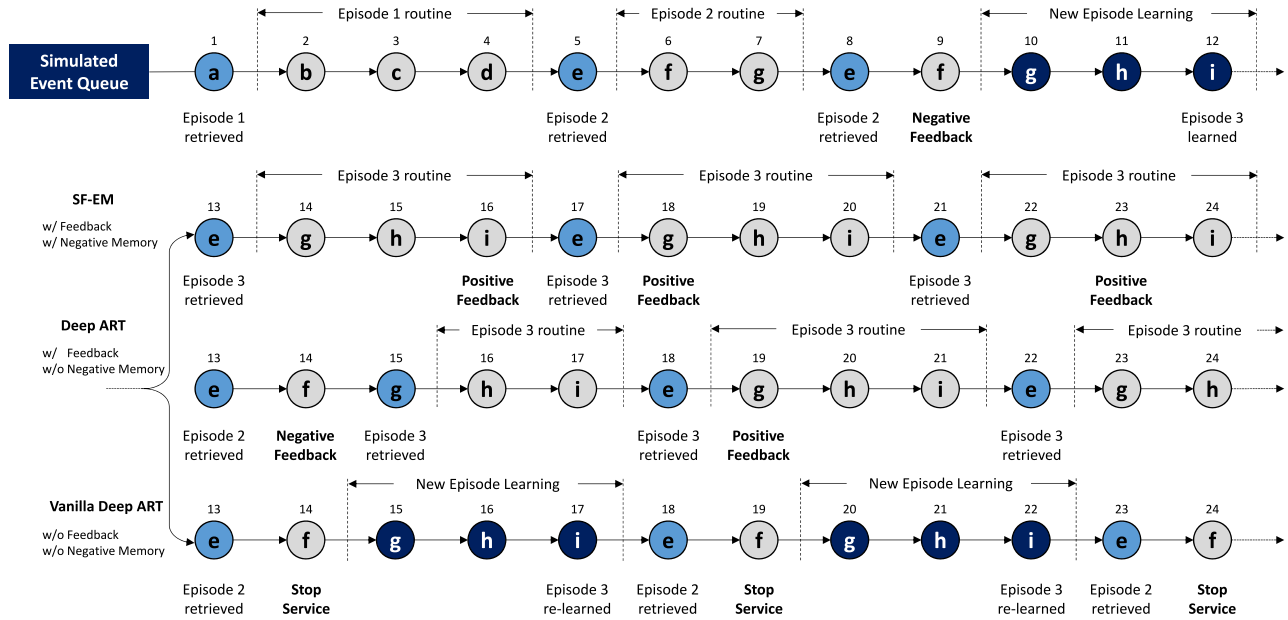 Episode 1 routine
Episode 2 routine
New Episode Learning
1 2 3 4 5 6 7 8 9 10 11 12
Simulated
Event Queue
a b c d e f g e f g h i
Episode 1
retrieved
Episode 2
retrieved
Episode 2
retrieved
Negative
Feedback
Episode 3
learned
SF-EM
w/ Feedback
w/ Negative Memory
Episode 3 routine
Episode 3 routine
Episode 3 routine
13 14 15 16 17 18 19 20 21 22 23 24
e g h i e g h i e g h i
Episode 3
retrieved
Positive
Feedback
Episode 3
retrieved
Positive
Feedback
Episode 3
retrieved
Positive
Feedback
Deep ART
w/ Feedback
w/o Negative Memory
Episode 3 routine
Episode 3 routine
Episode 3 routine
13 14 15 16 17 18 19 20 21 22 23 24
e f g h i e g h i e g h
Episode 2
retrieved
Negative
Feedback
Episode 3
retrieved
Episode 3
retrieved
Positive
Feedback
Episode 3
retrieved
Vanilla Deep ART
w/o Feedback
w/o Negative Memory
New Episode Learning
New Episode Learning
13 14 15 16 17 18 19 20 21 22 23 24
e f g h i e f g h i e f
Episode 2
retrieved
Stop
Service
Episode 3
re-learned
Episode 2
retrieved
Stop
Service
Episode 3
re-learned
Episode 2
retrieved
Stop
Service